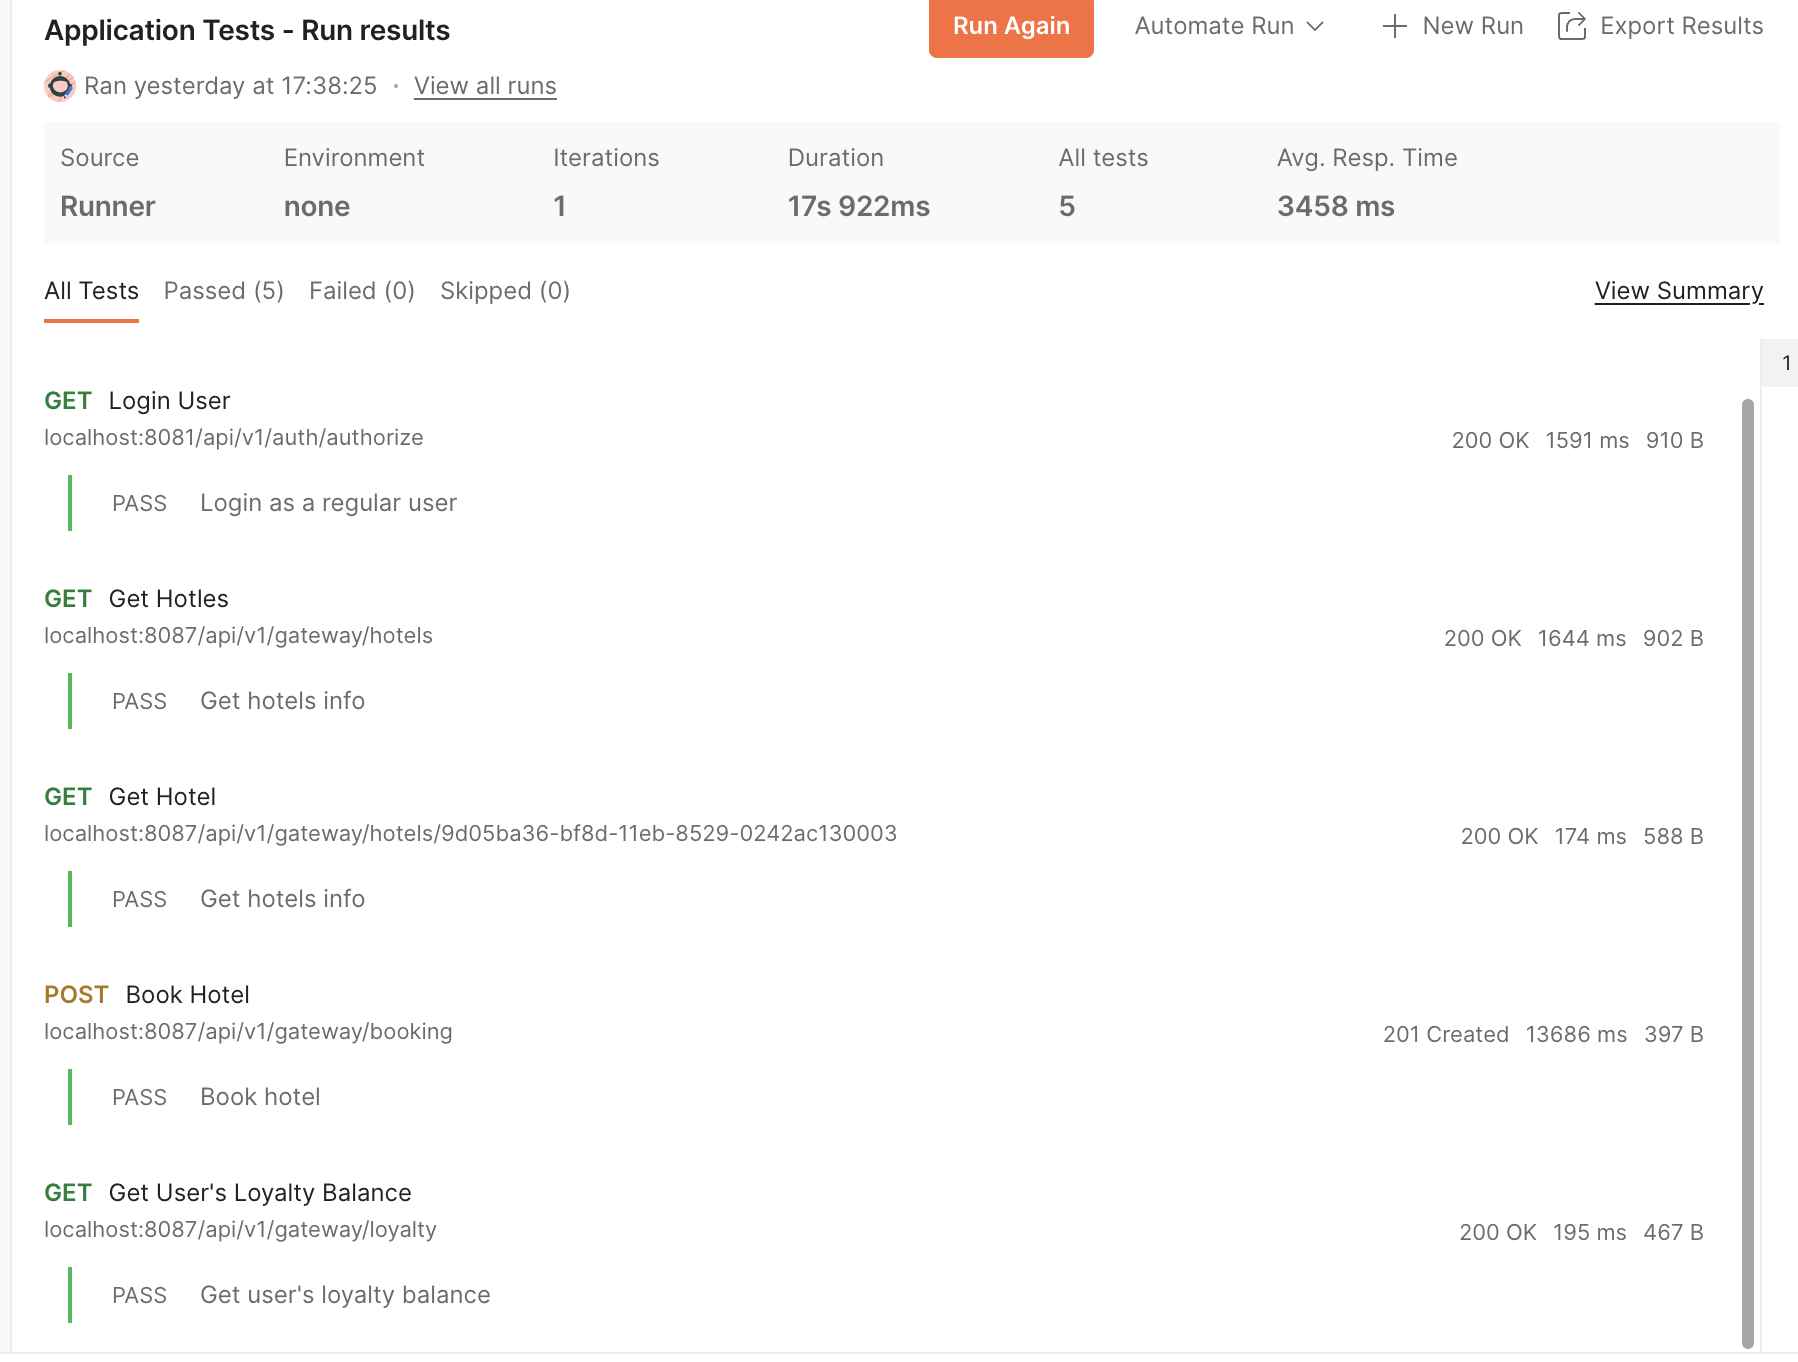 Application Tests - Run results
Run Again
Automate Run
New Run
Export Results
Ran yesterday at 17:38:25 · View all runs
Source Environment Iterations Duration All tests Avg. Resp. Time
Runner none 1 17s 922ms 5 3458 ms
All Tests Passed (5) Failed (0) Skipped (0) View Summary
1
GET Login User
localhost:8081/api/v1/auth/authorize
200 OK 1591 ms 910 B
PASS Login as a regular user
GET Get Hotles
localhost:8087/api/v1/gateway/hotels
200 OK 1644 ms 902 B
PASS Get hotels info
GET Get Hotel
localhost:8087/api/v1/gateway/hotels/9d05ba36-bf8d-11eb-8529-0242ac130003
200 OK 174 ms 588 B
PASS Get hotels info
POST Book Hotel
localhost:8087/api/v1/gateway/booking
201 Created 13686 ms 397 B
PASS Book hotel
GET Get User's Loyalty Balance
localhost:8087/api/v1/gateway/loyalty
200 OK 195 ms 467 B
PASS Get user's loyalty balance